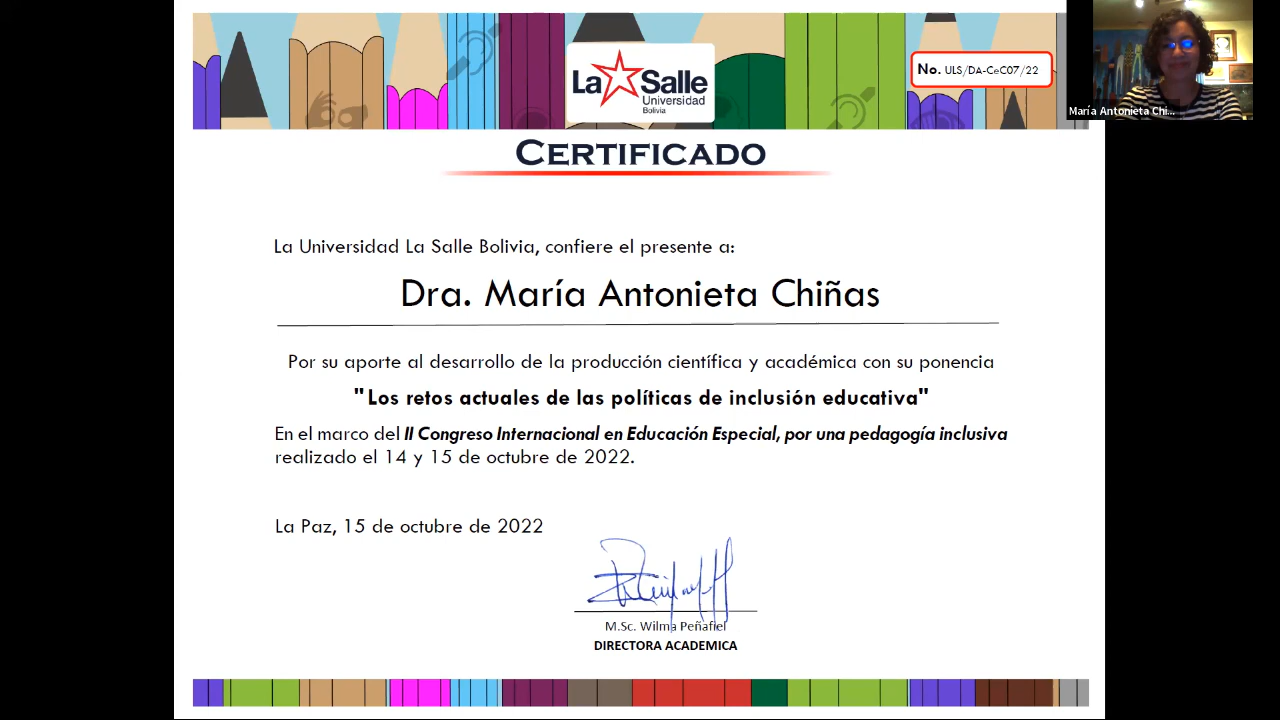 La Salle
Universidad
Bolivia
No. ULS/DA-CeC07/22
María Antonieta Chi...
CERTIFICADO
La Universidad La Salle Bolivia, confiere el presente a:
Dra. María Antonieta Chiñas
Por su aporte al desarrollo de la producción científica y académica con su ponencia
"Los retos actuales de las políticas de inclusión educativa"
En el marco del II Congreso Internacional en Educación Especial, por una pedagogía inclusiva
realizado el 14 y 15 de octubre de 2022.
La Paz, 15 de octubre de 2022
M.Sc. Wilma Peñafiel
DIRECTORA ACADEMICA